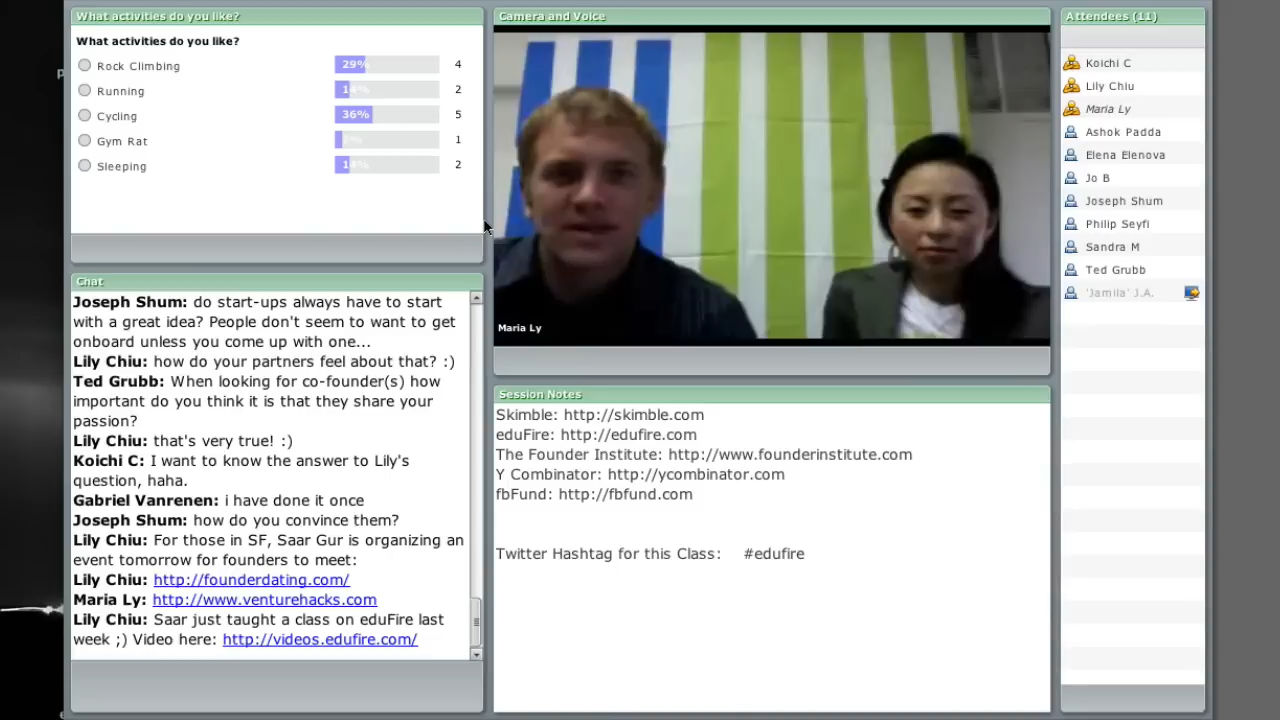 What activities do you like?
What activities do you like?
Rock Climbing 29% 4
Running 14% 2
Cycling 36% 5
Gym Rat 1
Sleeping 14% 2
Chat
Joseph Shum: do start-ups always have to start
with a great idea? People don't seem to want to get
onboard unless you come up with one...
Lily Chiu: how do your partners feel about that? :)
Ted Grubb: When looking for co-founder(s) how
important do you think it is that they share your
passion?
Lily Chiu: that's very true! :)
Koichi C: I want to know the answer to Lily's
question, haha.
Gabriel Vanrenen: i have done it once
Joseph Shum: how do you convince them?
Lily Chiu: For those in SF, Saar Gur is organizing an
event tomorrow for founders to meet:
Lily Chiu: http://founderdating.com/
Maria Ly: http://www.venturehacks.com
Lily Chiu: Saar just taught a class on eduFire last
week ;) Video here: http://videos.edufire.com/
Camera and Voice
Maria Ly
Session Notes
Skimble: http://skimble.com
eduFire: http://edufire.com
The Founder Institute: http://www.founderinstitute.com
Y Combinator: http://ycombinator.com
fbFund: http://fbfund.com
Twitter Hashtag for this Class: #edufire
Attendees (11)
Koichi C
Lily Chiu
Maria Ly
Ashok Padda
Elena Elenova
Jo B
Joseph Shum
Philip Seyfi
Sandra M
Ted Grubb
'Jamila' J.A.